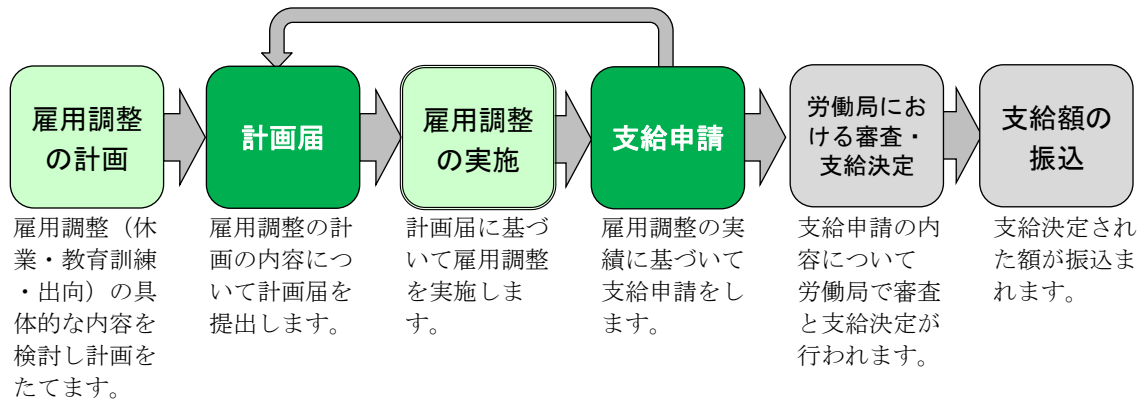 雇用調整
の計画
計画届
雇用調整
の実施
支給申請
労働局にお
ける審査・
支給決定
支給額の
振込
雇用調整（休
業・教育訓練
・出向）の具
体的な内容を
検討し計画を
たてます。
雇用調整の計
画の内容につ
いて計画届を
提出します。
計画届に基づ
いて雇用調整
を実施しま
す。
雇用調整の実
績に基づいて
支給申請をし
ます。
支給申請の内
容について
労働局で審査
と支給決定が
行われます。
支給決定され
た額が振込ま
れます。